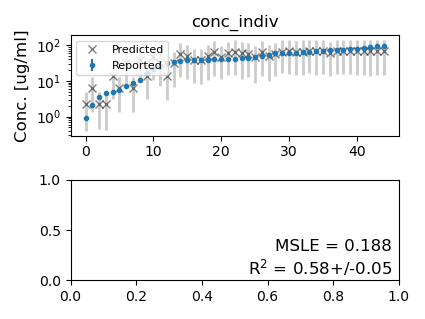 conc_indiv
Conc. [ug/ml]
10²
10¹
10⁰
Predicted
Reported
0 10 20 30 40
1.0
0.5
0.0
MSLE = 0.188
R² = 0.58+/-0.05
0.0 0.2 0.4 0.6 0.8 1.0